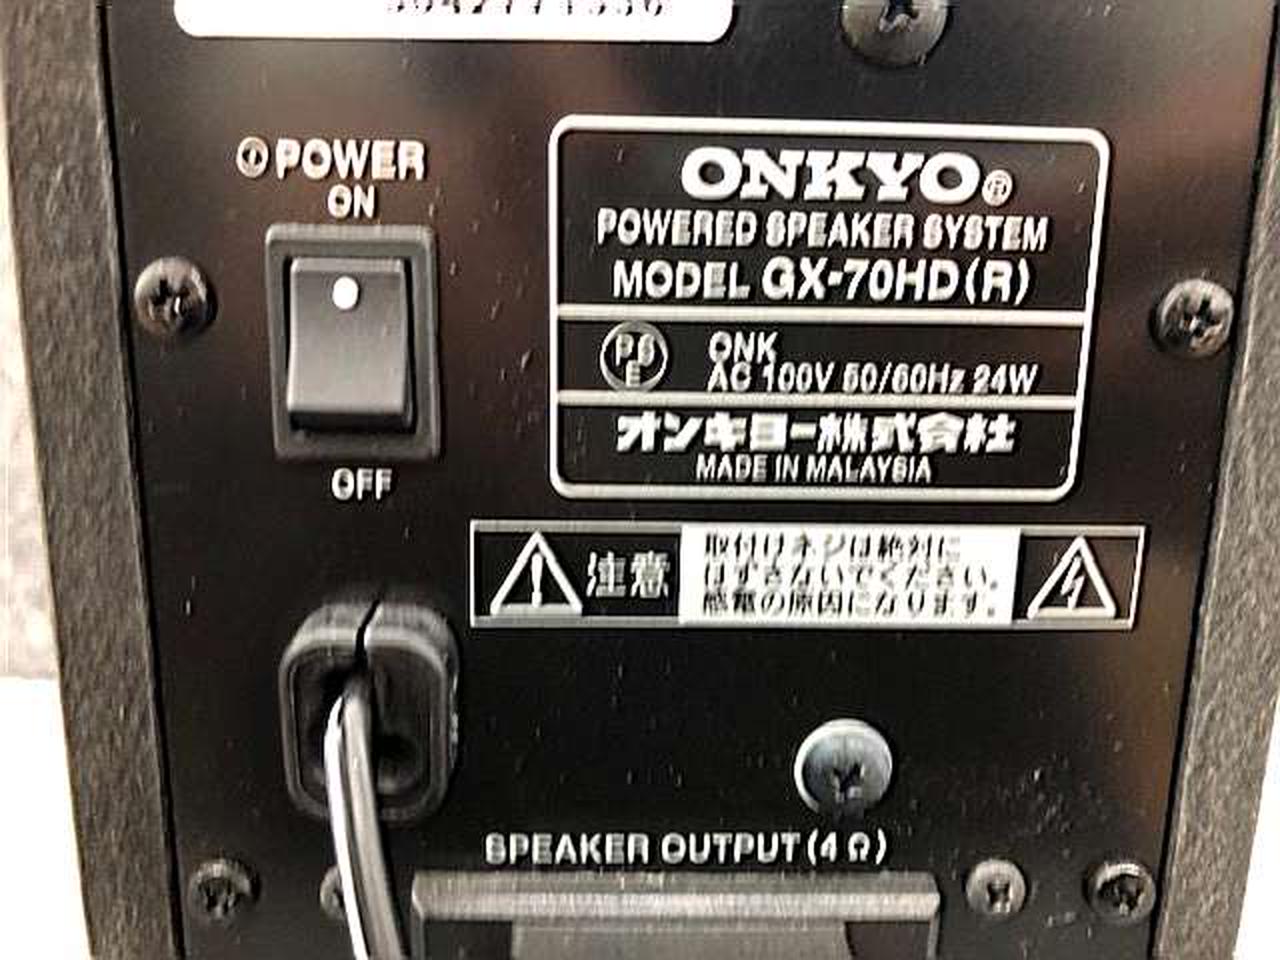 POWER
ON
OFF
ONKYO®
POWERED SPEAKER SYSTEM
MODEL GX-70HD(R)
PSE
ONK
AC 100V 50/60Hz 24W
オンキヨー株式会社
MADE IN MALAYSIA
注意
取付けネジは絶対に
はずさないでください。
感電の原因になります。
SPEAKER OUTPUT(4Ω)